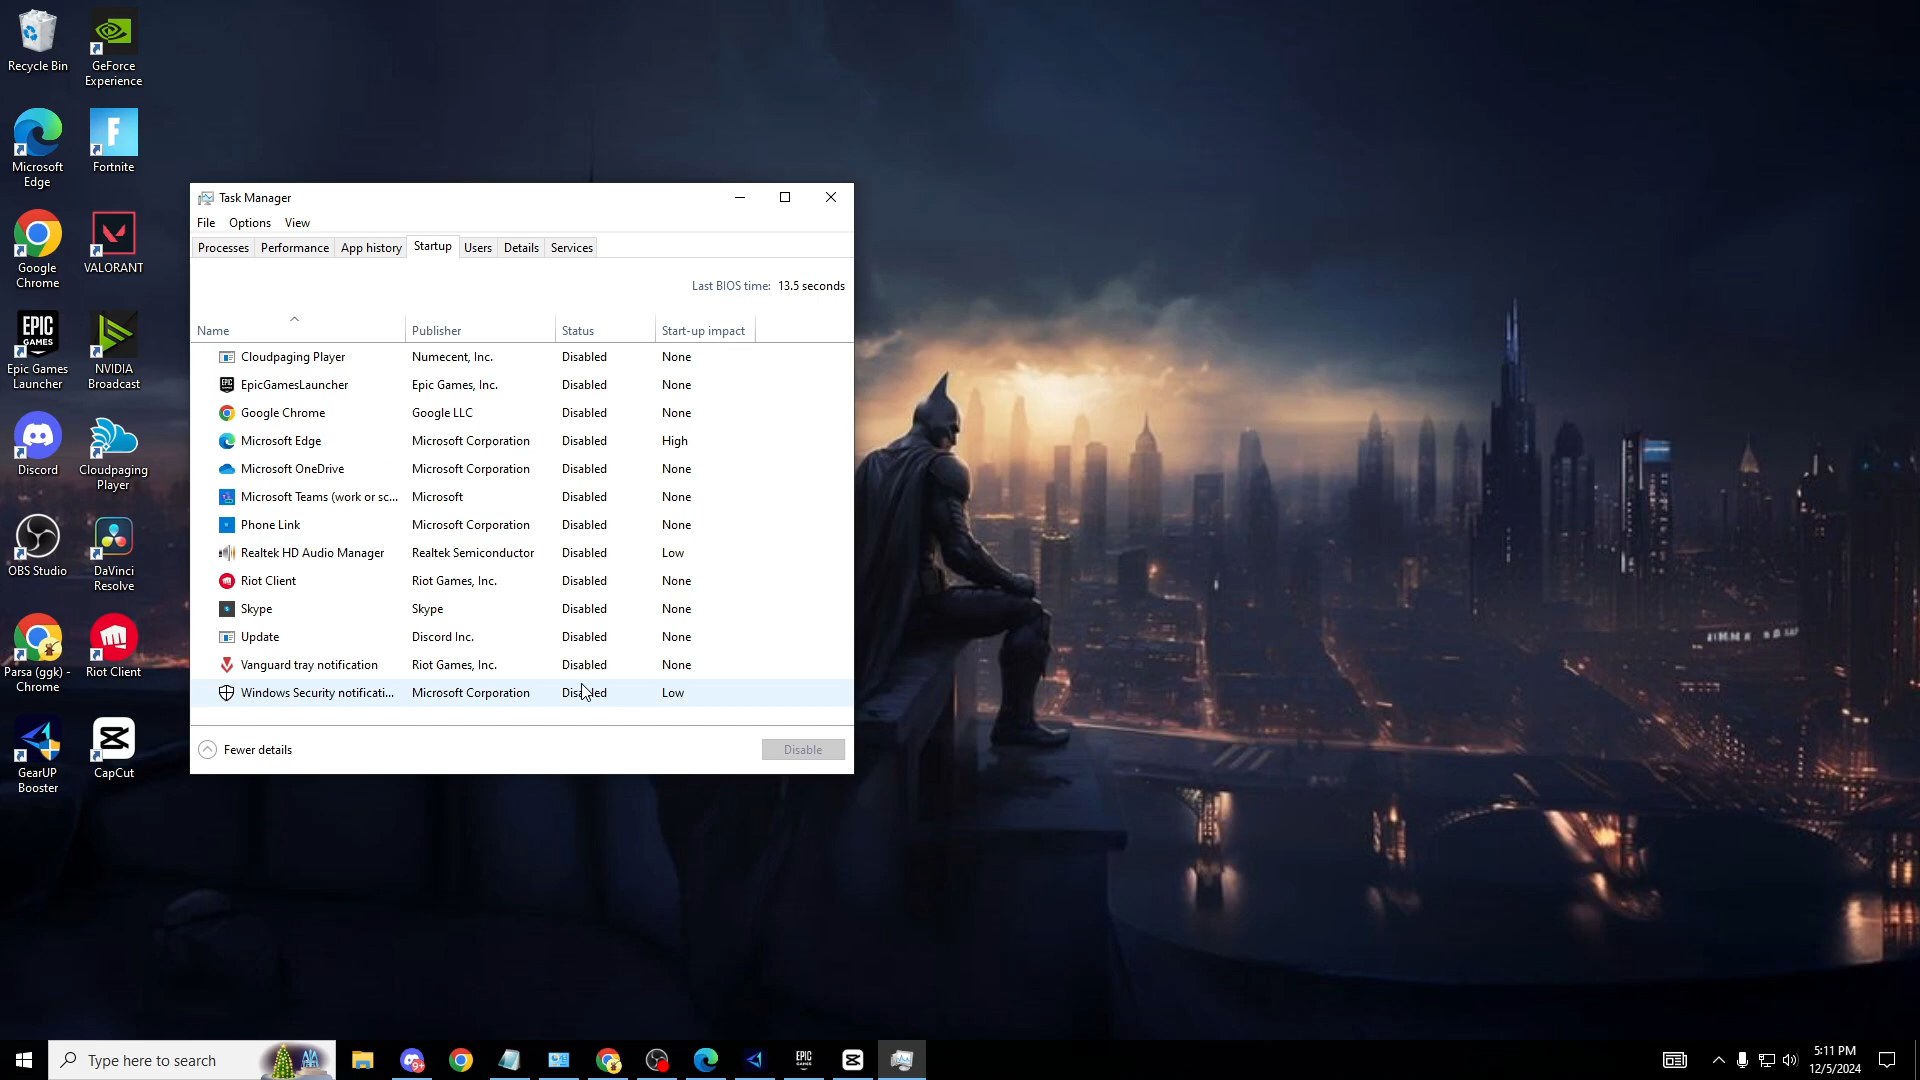 Recycle Bin
GeForce
Experience
Microsoft
Edge
Fortnite
Google
Chrome
VALORANT
EPIC
GAMES
Epic Games
Launcher
NVIDIA
Broadcast
Discord
Cloudpaging
Player
OBS Studio
DaVinci
Resolve
Parsa (ggk) -
Chrome
Riot Client
GearUP
Booster
CapCut
Task Manager
File Options View
Processes Performance App history Startup Users Details Services
Last BIOS time: 13.5 seconds
Name Publisher Status Start-up impact
Cloudpaging Player Numecent, Inc. Disabled None
EpicGamesLauncher Epic Games, Inc. Disabled None
Google Chrome Google LLC Disabled None
Microsoft Edge Microsoft Corporation Disabled High
Microsoft OneDrive Microsoft Corporation Disabled None
Microsoft Teams (work or sc... Microsoft Disabled None
Phone Link Microsoft Corporation Disabled None
Realtek HD Audio Manager Realtek Semiconductor Disabled Low
Riot Client Riot Games, Inc. Disabled None
Skype Skype Disabled None
Update Discord Inc. Disabled None
Vanguard tray notification Riot Games, Inc. Disabled None
Windows Security notificati... Microsoft Corporation Disabled Low
Fewer details Disable
Type here to search
9+
EPIC
GAMES
5:11 PM
12/5/2024